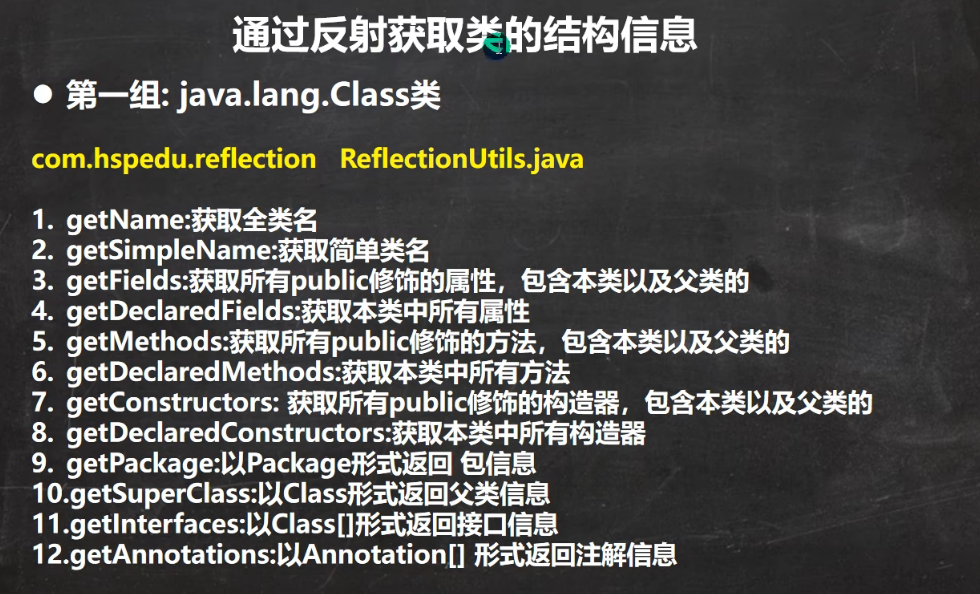 通过反射获取类的结构信息
● 第一组: java.lang.Class类
com.hspedu.reflection ReflectionUtils.java
1. getName:获取全类名
2. getSimpleName:获取简单类名
3. getFields:获取所有public修饰的属性，包含本类以及父类的
4. getDeclaredFields:获取本类中所有属性
5. getMethods:获取所有public修饰的方法，包含本类以及父类的
6. getDeclaredMethods:获取本类中所有方法
7. getConstructors: 获取所有public修饰的构造器，包含本类以及父类的
8. getDeclaredConstructors:获取本类中所有构造器
9. getPackage:以Package形式返回 包信息
10.getSuperClass:以Class形式返回父类信息
11.getInterfaces:以Class[]形式返回接口信息
12.getAnnotations:以Annotation[] 形式返回注解信息